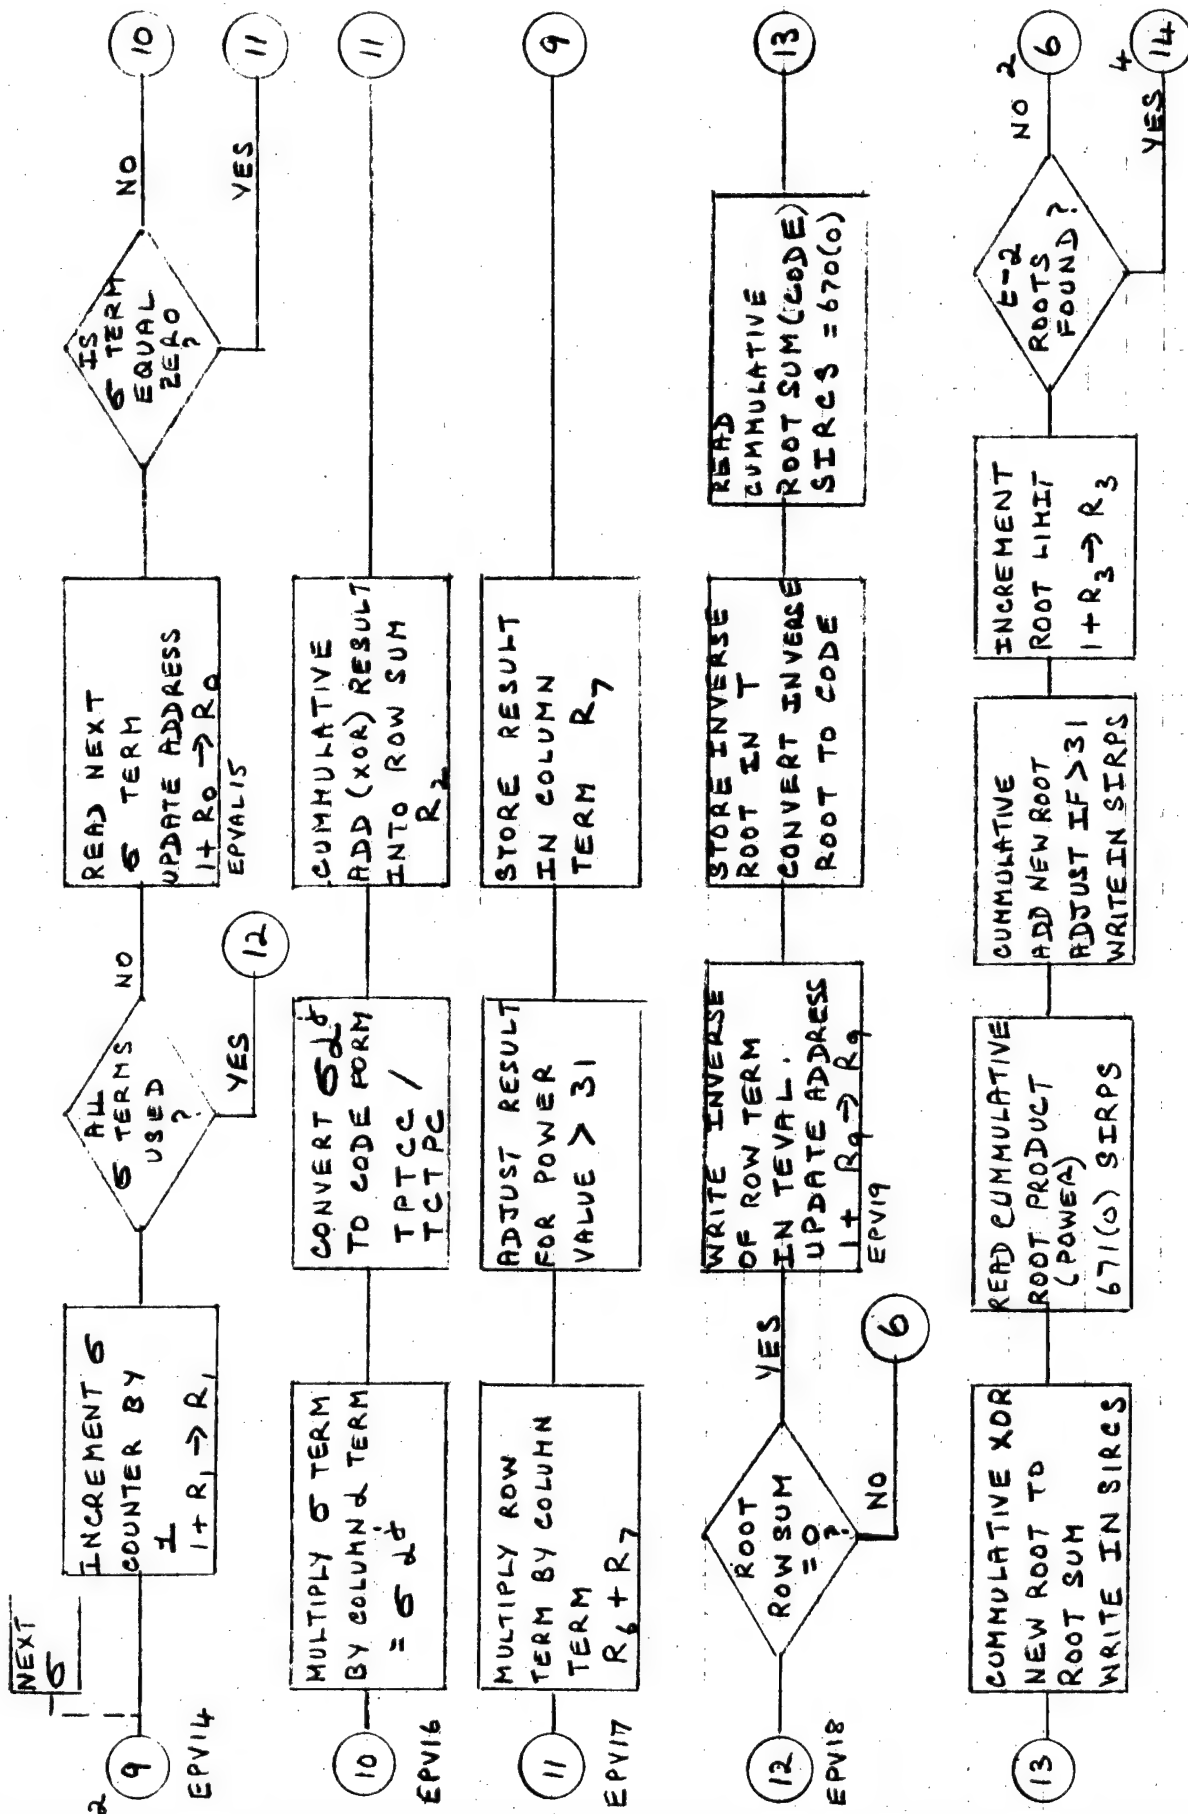 NEXT
σ
2
9
EPV14
INCREMENT σ
COUNTER BY
1
1 + R1 → R1
ALL
σ TERMS
USED
?
NO
YES
12
READ NEXT
σ TERM
UPDATE ADDRESS
1 + R0 → R0
EPVAL15
IS
σ TERM
EQUAL
ZERO
?
NO
10
YES
11
10
EPV16
MULTIPLY σ TERM
BY COLUMN α TERM
= σ α
CONVERT σα
TO CODE FORM
TPTCC /
TCTPC
CUMMULATIVE
ADD (XOR) RESULT
INTO ROW SUM
R2
11
11
EPV17
MULTIPLY ROW
TERM BY COLUMN
TERM
R6 + R7
ADJUST RESULT
FOR POWER
VALUE > 31
STORE RESULT
IN COLUMN
TERM R7
9
12
EPV18
ROOT
ROW SUM
= 0
?
YES
NO
6
WRITE INVERSE
OF ROW TERM
IN TEVAL.
UPDATE ADDRESS
1 + R9 → R9
EPV19
STORE INVERSE
ROOT IN T
CONVERT INVERSE
ROOT TO CODE
READ
CUMMULATIVE
ROOT SUM (CODE)
SIRCS = 670(0)
13
13
CUMMULATIVE XOR
NEW ROOT TO
ROOT SUM
WRITE IN SIRCS
READ CUMMULATIVE
ROOT PRODUCT
(POWER)
671(0) SIRPS
CUMMULATIVE
ADD NEW ROOT
ADJUST IF > 31
WRITE IN SIRPS
INCREMENT
ROOT LIMIT
1 + R3 → R3
E-2
ROOTS
FOUND?
NO
2
6
YES
4
14